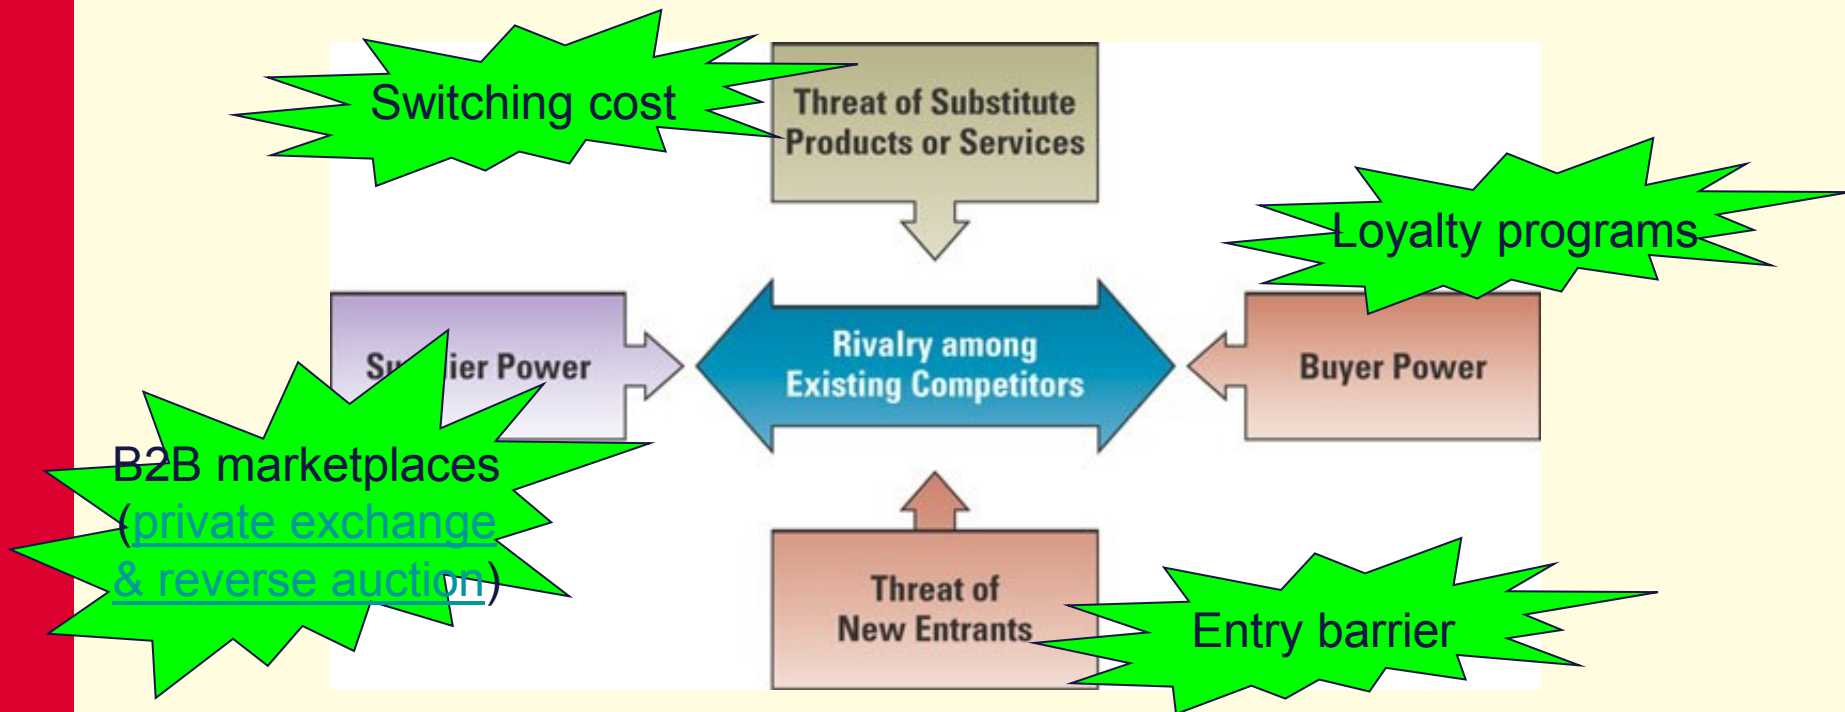 Switching cost
Threat of Substitute
Products or Services
Loyalty programs
Rivalry among
Existing Competitors
Buyer Power
Power
B2B marketplaces
(private exchange
& reverse auction)
Threat of
New Entrants
Entry barrier